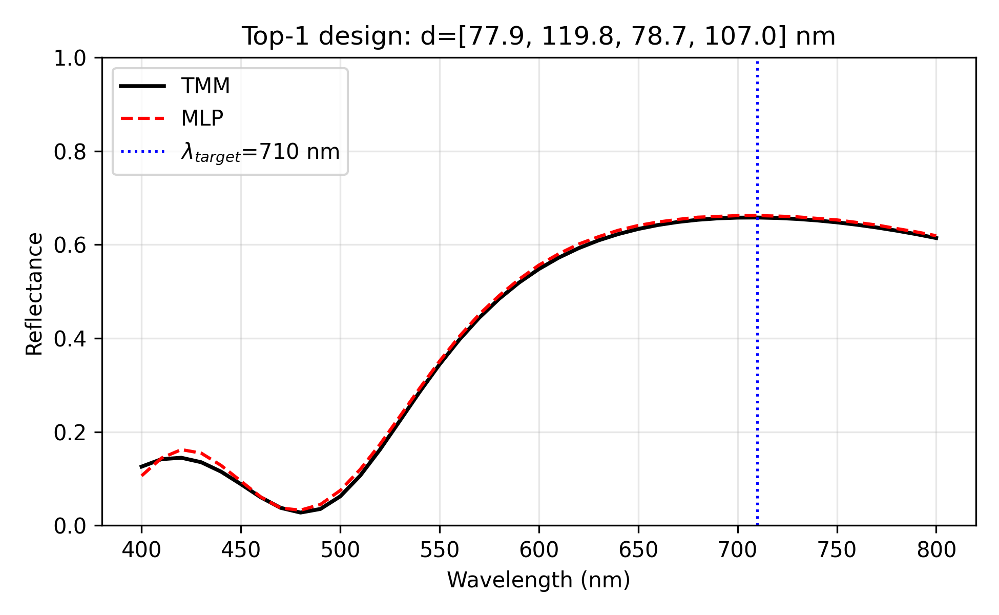 Top-1 design: d=[77.9, 119.8, 78.7, 107.0] nm
TMM
MLP
λtarget=710 nm
Reflectance
1.0
0.8
0.6
0.4
0.2
0.0
400 450 500 550 600 650 700 750 800
Wavelength (nm)